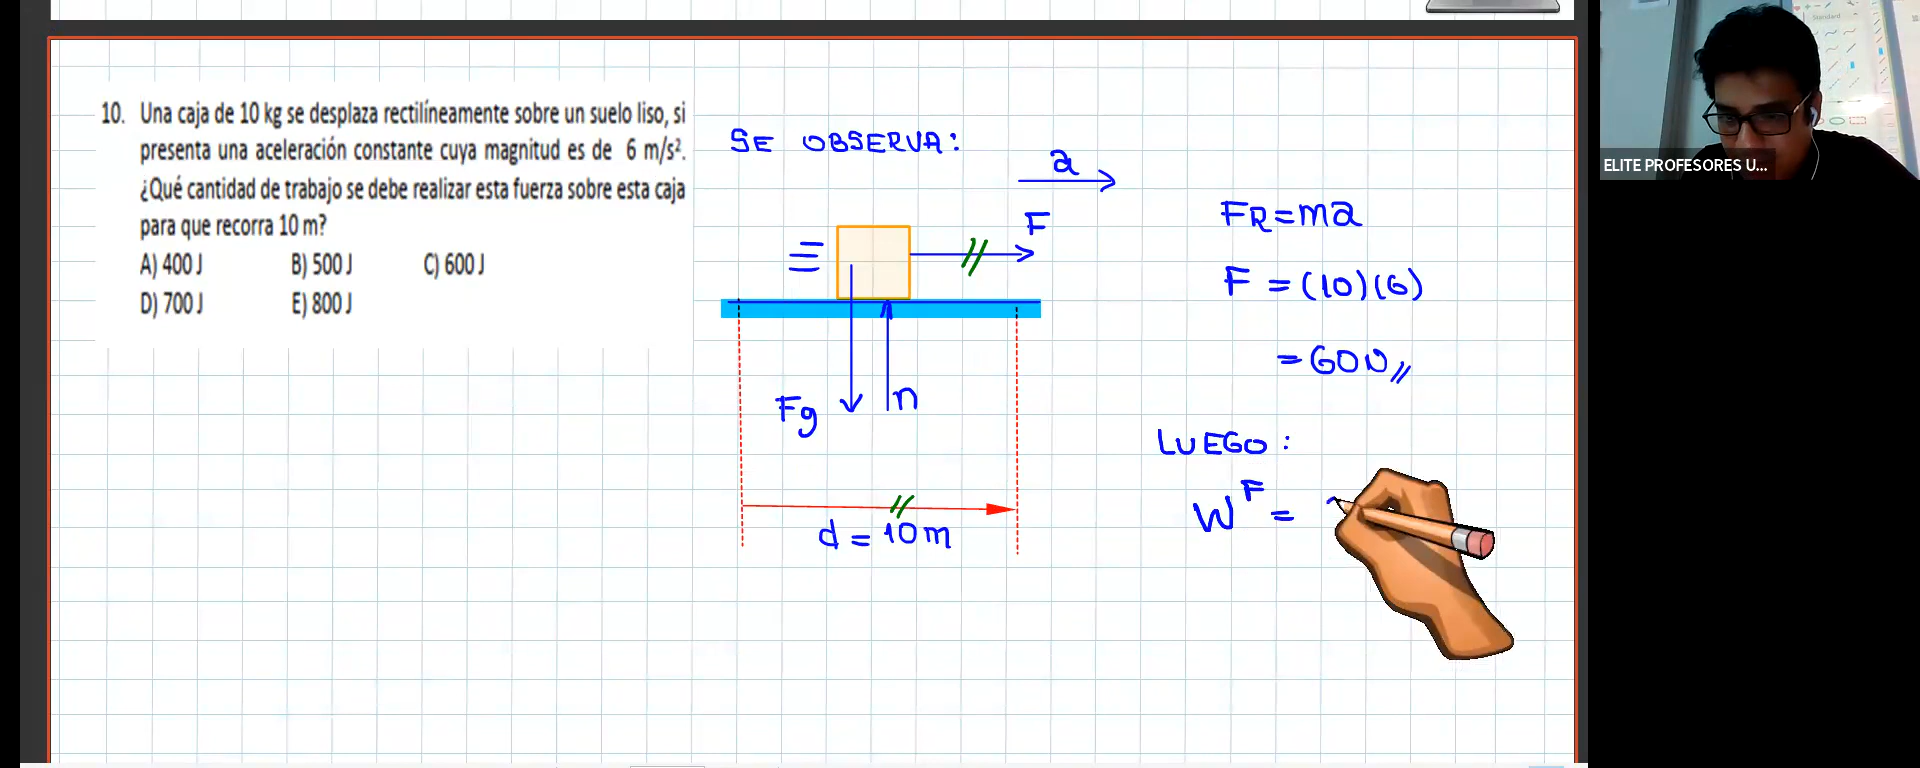 10. Una caja de 10 kg se desplaza rectilíneamente sobre un suelo liso, si
presenta una aceleración constante cuya magnitud es de 6 m/s².
¿Qué cantidad de trabajo se debe realizar esta fuerza sobre esta caja
para que recorra 10 m?
A) 400 J B) 500 J C) 600 J
D) 700 J E) 800 J
SE OBSERVA:
a
F
Fg
n
d = 10m
FR = ma
F = (10)(6)
= 60N
LUEGO:
W^F =
ELITE PROFESORES U...